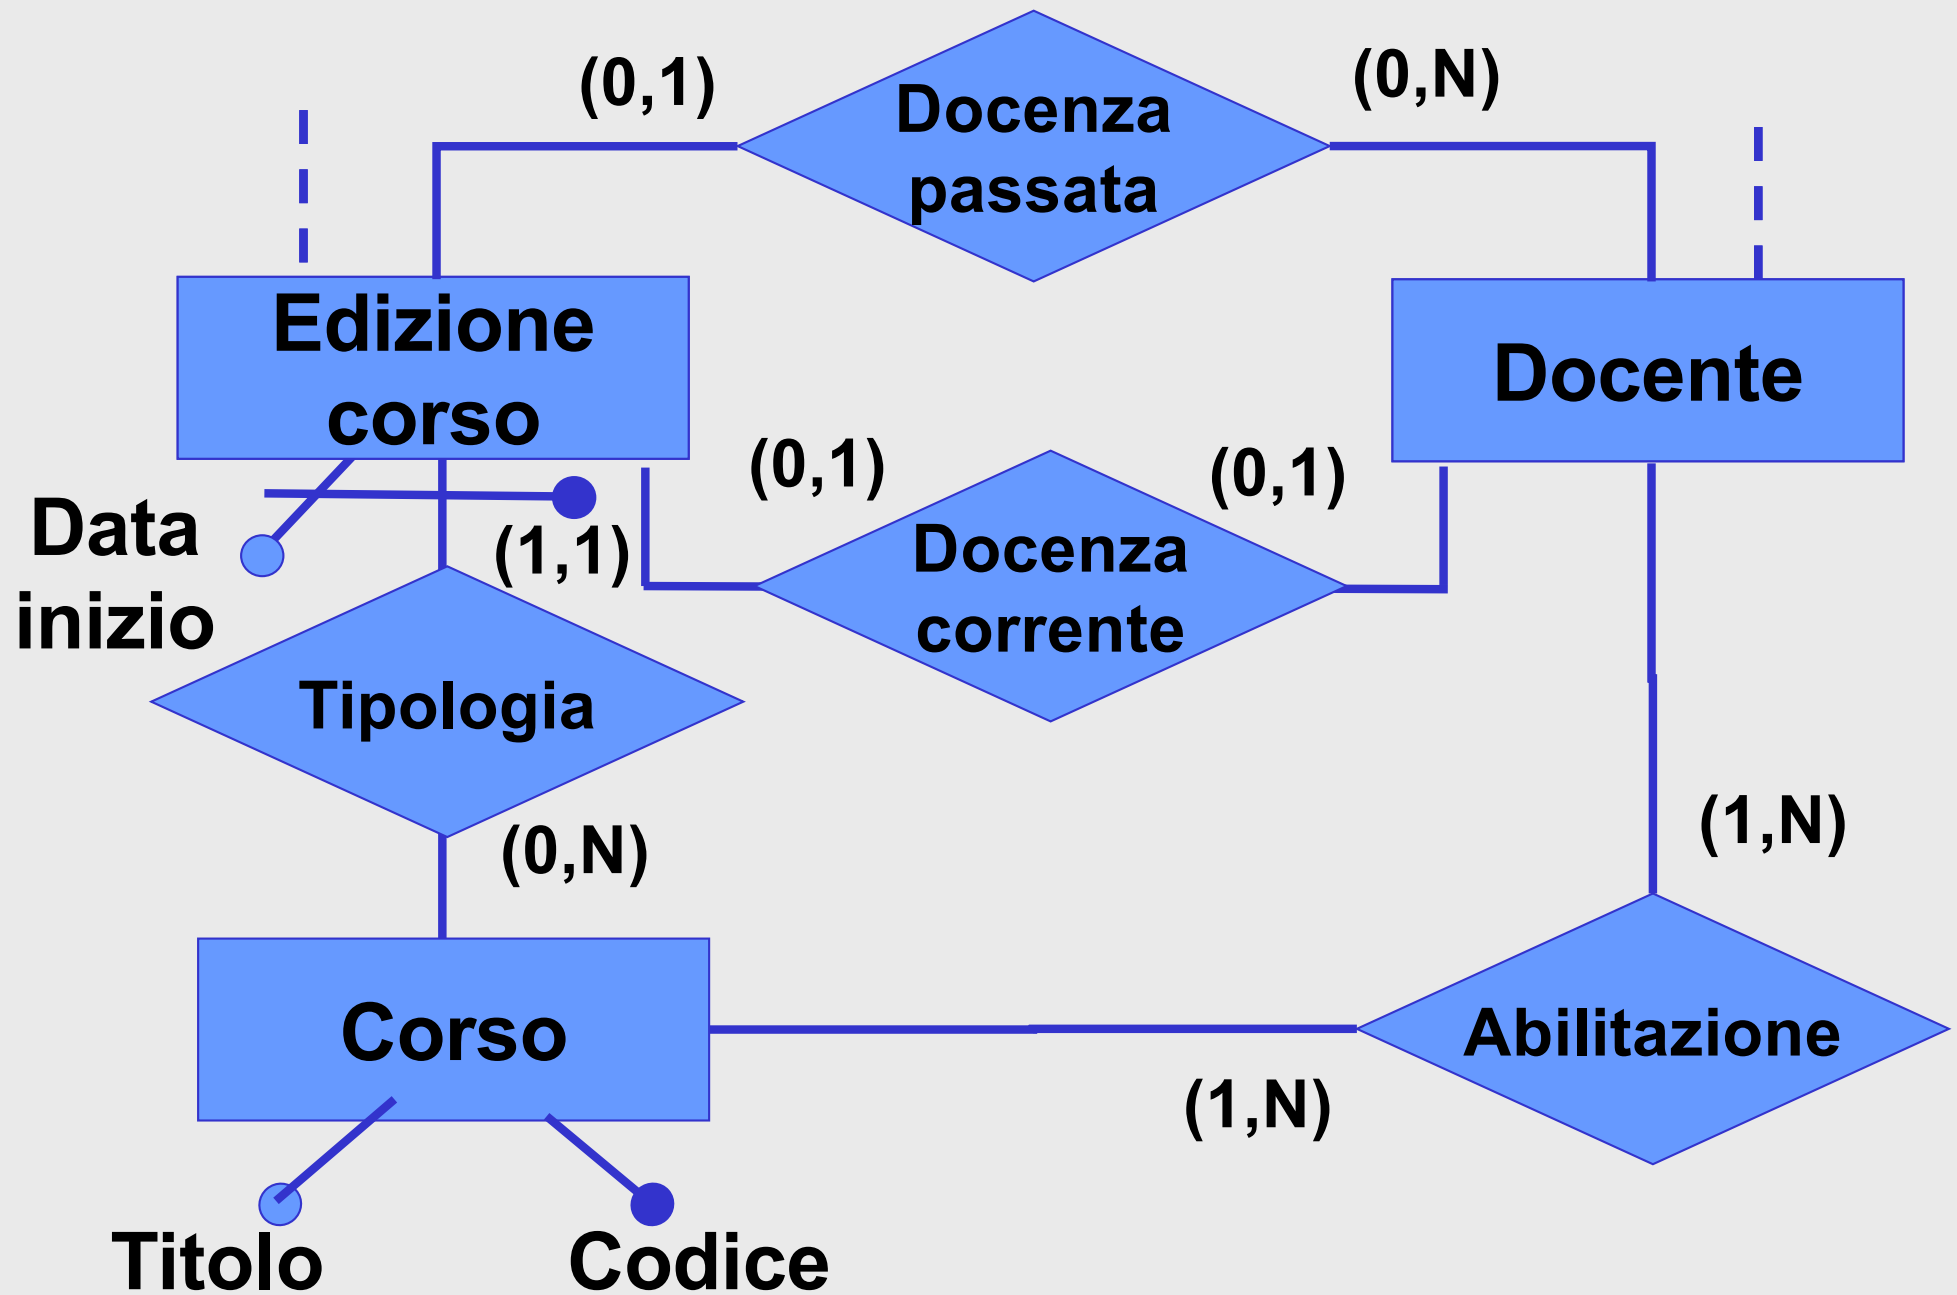 (0,1)
Docenza
passata
(0,N)
Edizione
corso
Docente
Data
inizio
(1,1)
(0,1)
Docenza
corrente
(0,1)
Tipologia
(0,N)
(1,N)
Corso
Abilitazione
(1,N)
Titolo
Codice